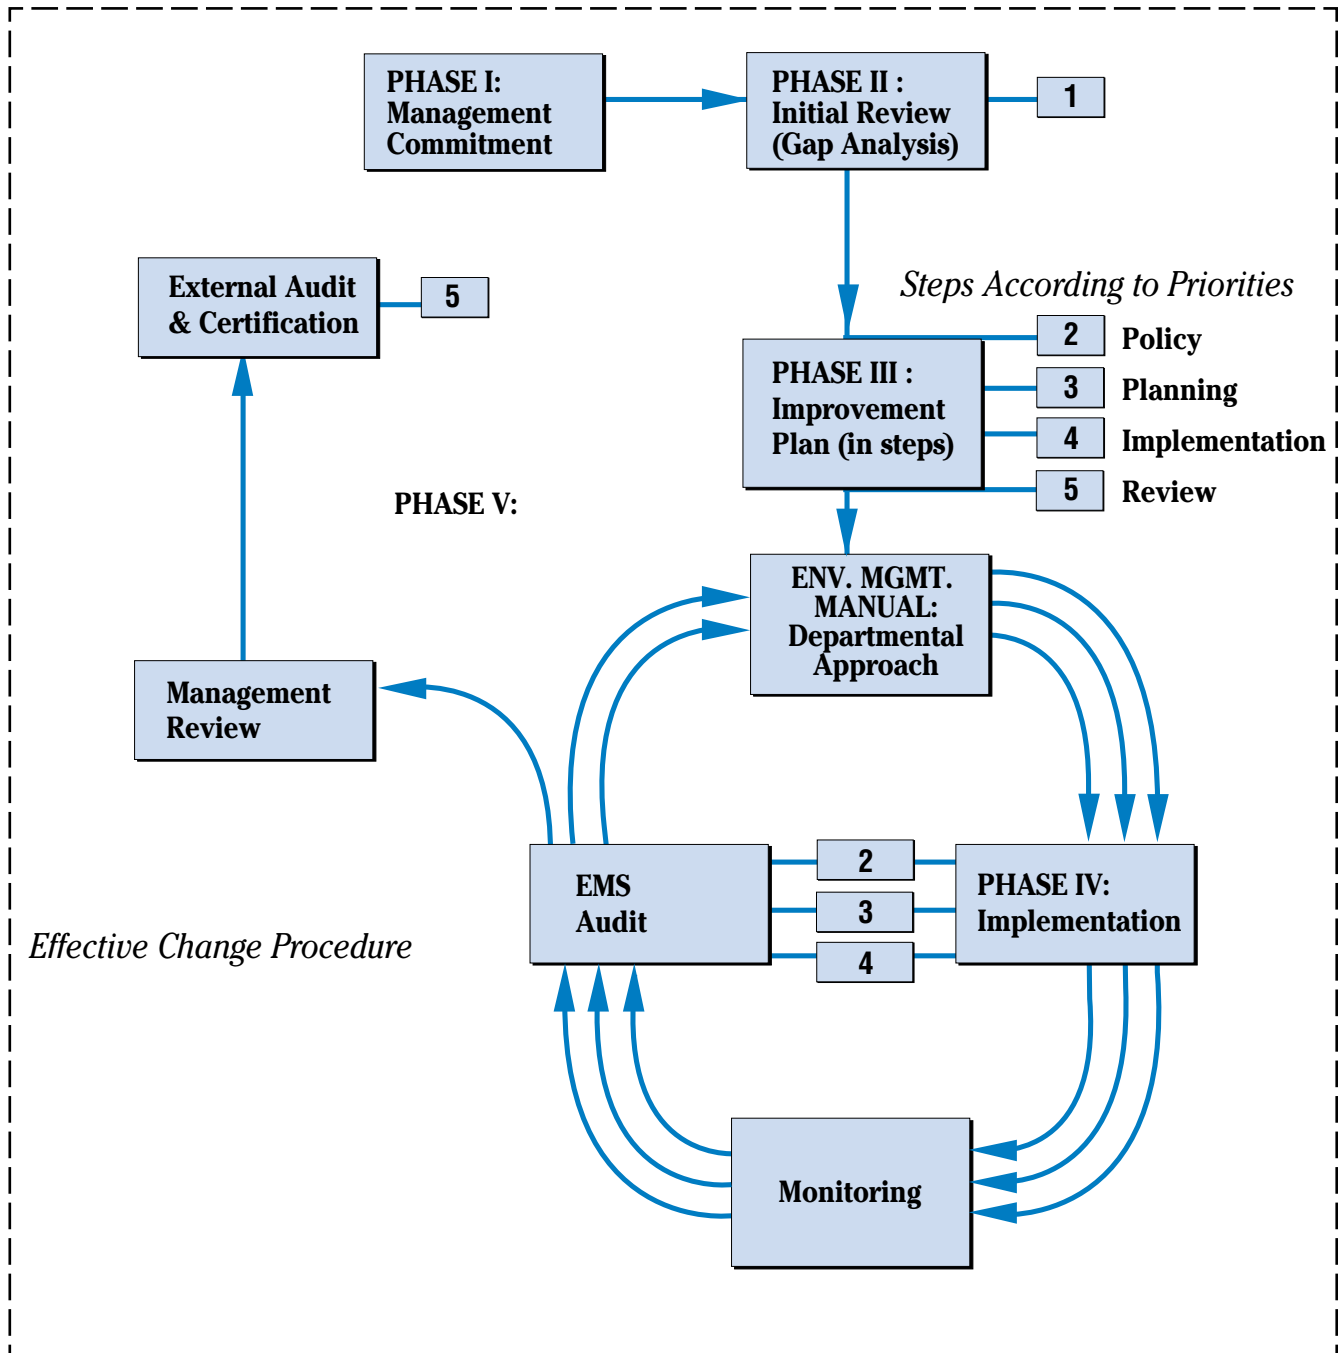 PHASE I:
Management
Commitment
PHASE II :
Initial Review
(Gap Analysis)
1
External Audit
& Certification
5
Steps According to Priorities
PHASE III :
Improvement
Plan (in steps)
2 Policy
3 Planning
4 Implementation
5 Review
PHASE V:
ENV. MGMT.
MANUAL:
Departmental
Approach
Management
Review
EMS
Audit
2
3
4
PHASE IV:
Implementation
Effective Change Procedure
Monitoring